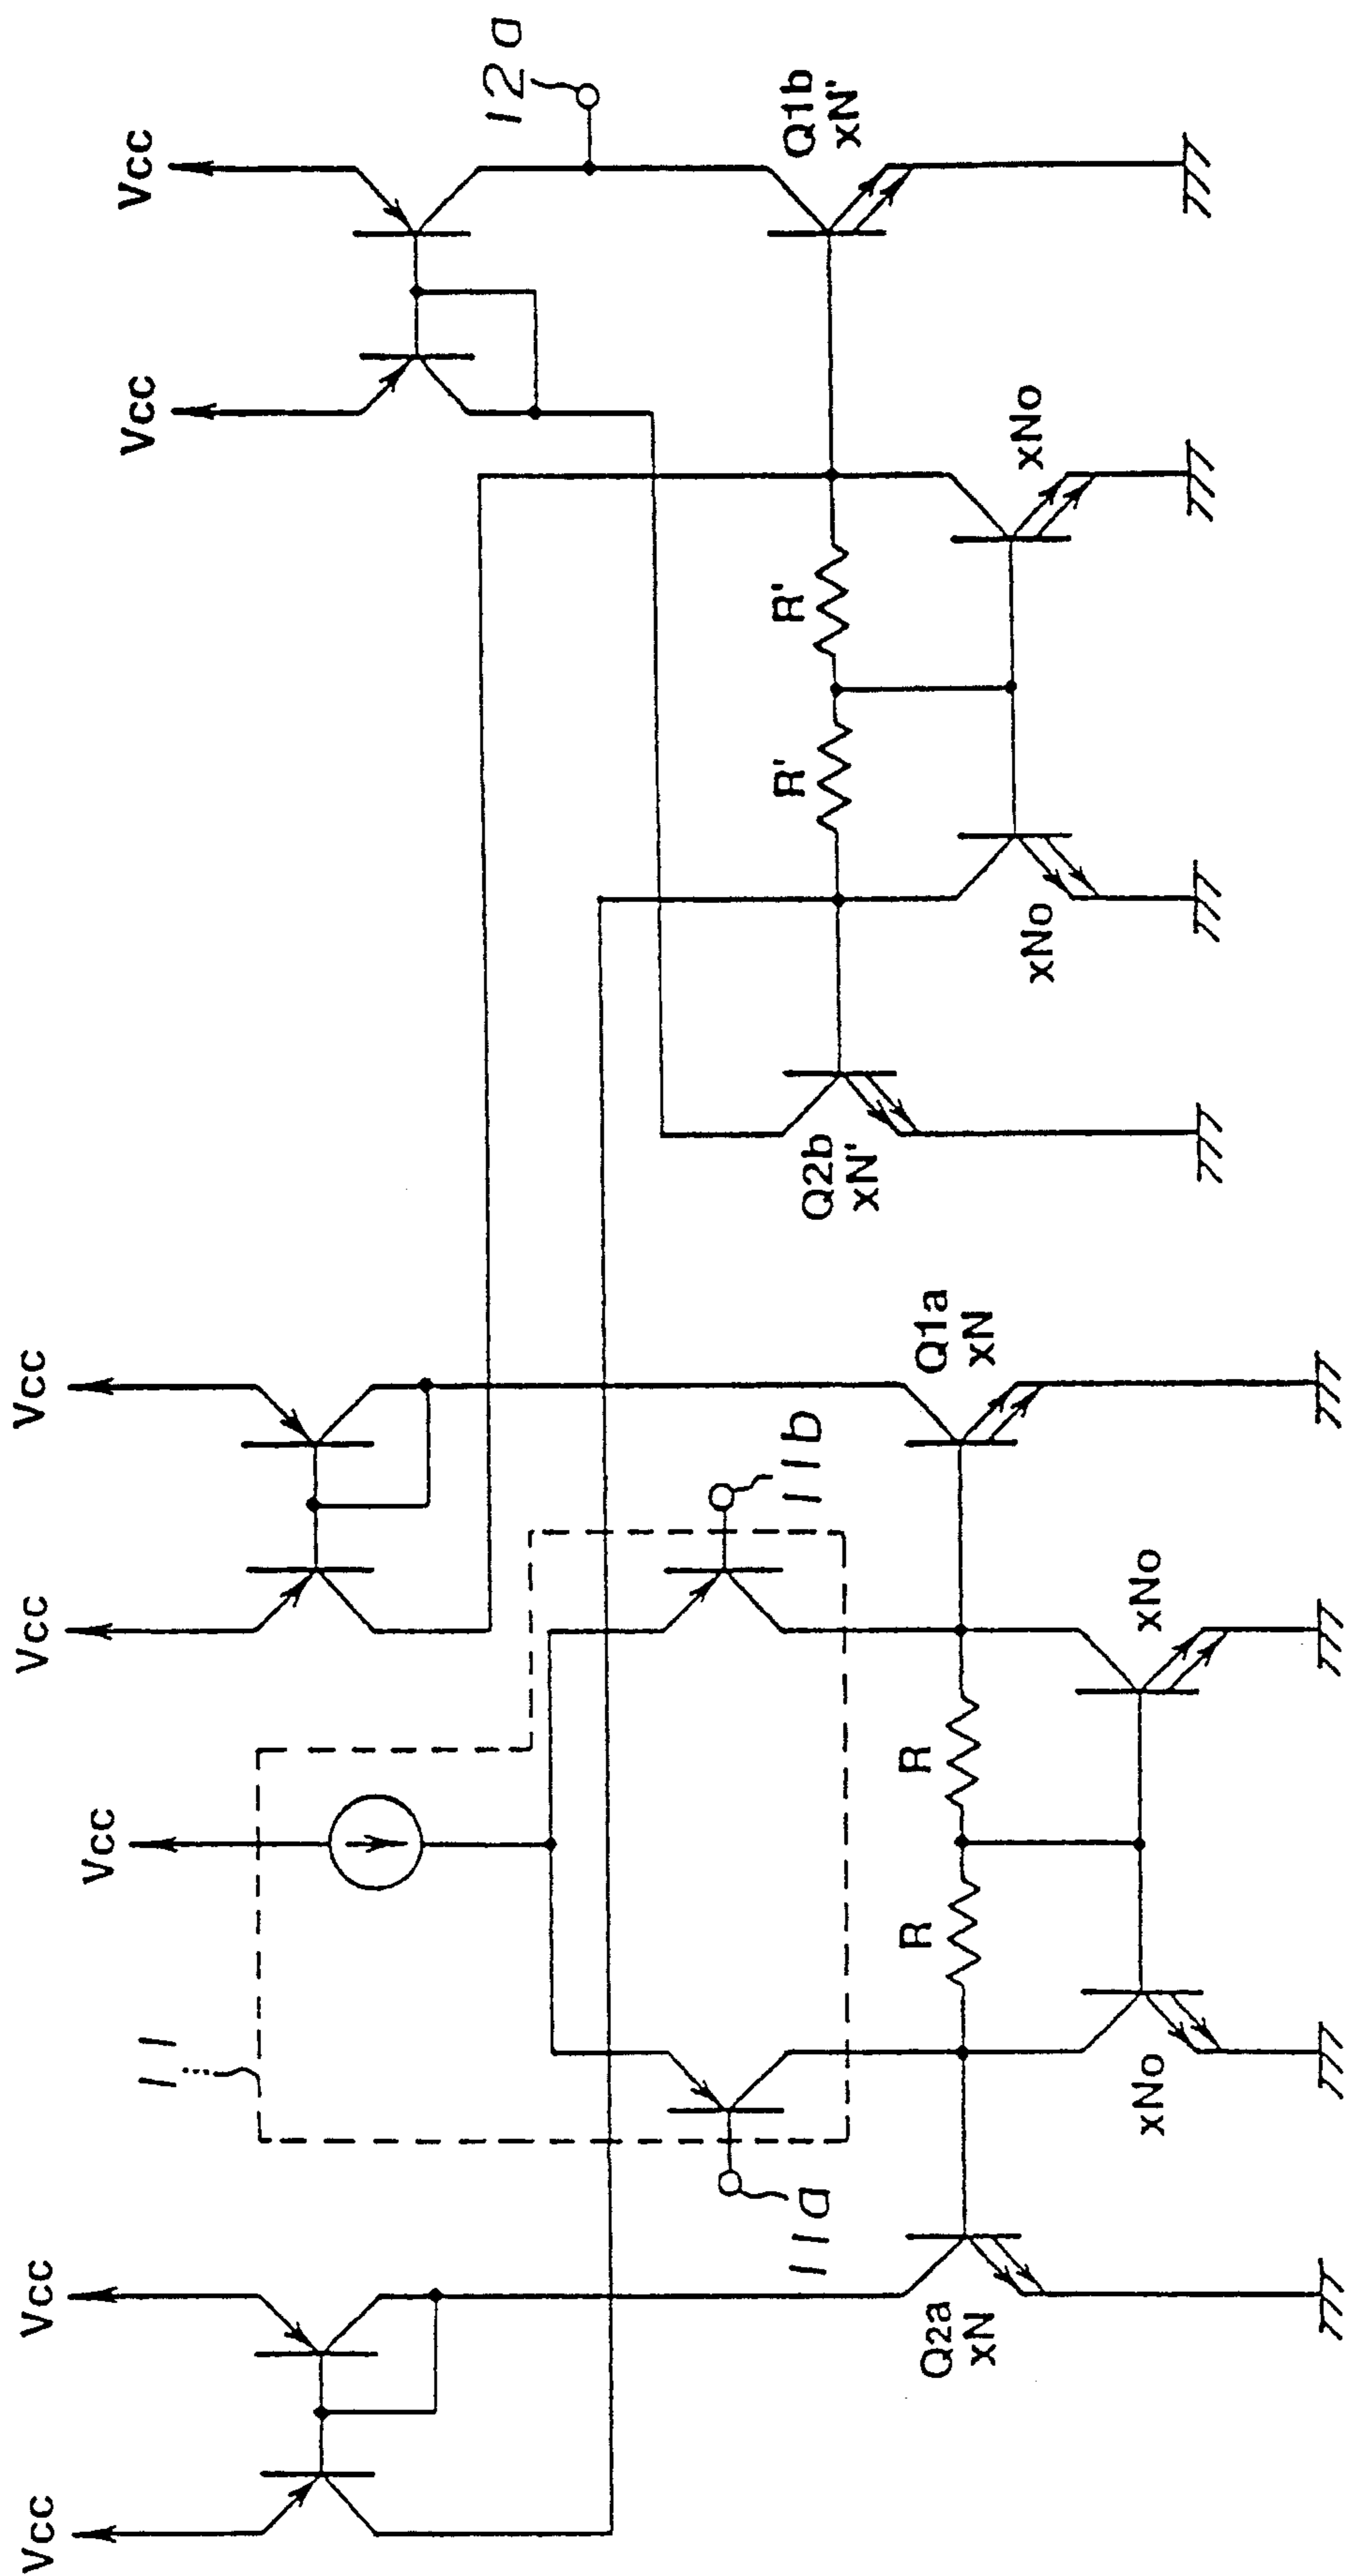 Vcc
Vcc
Vcc
Vcc
Vcc
Vcc
Vcc
11
11a
11b
12a
R
R
R'
R'
Q2a
xN
xNo
xNo
Q1a
xN
Q2b
xN'
xNo
xNo
Q1b
xN'